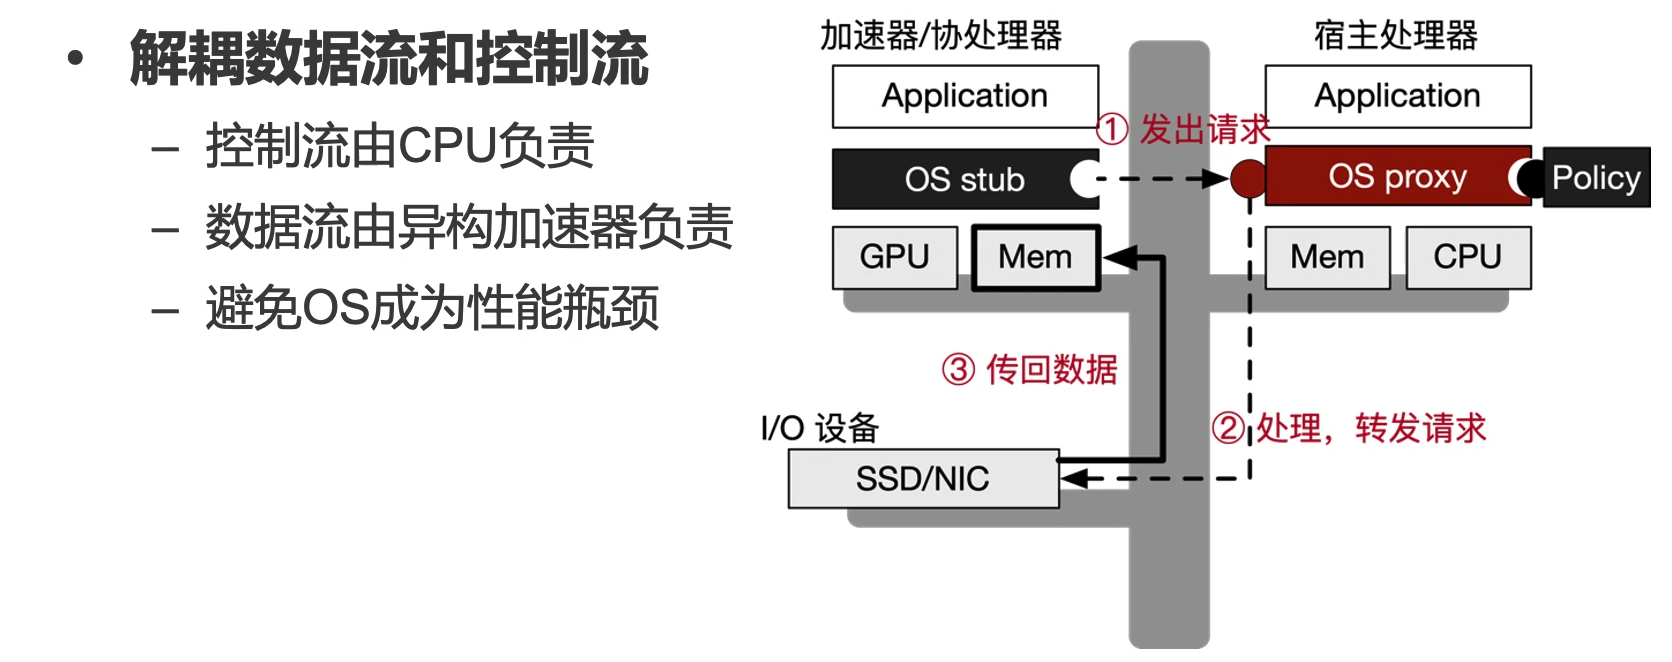 • 解耦数据流和控制流
– 控制流由CPU负责
– 数据流由异构加速器负责
– 避免OS成为性能瓶颈
加速器/协处理器
宿主处理器
Application
Application
① 发出请求
OS stub
OS proxy
Policy
GPU
Mem
Mem
CPU
③ 传回数据
I/O 设备
② 处理，转发请求
SSD/NIC